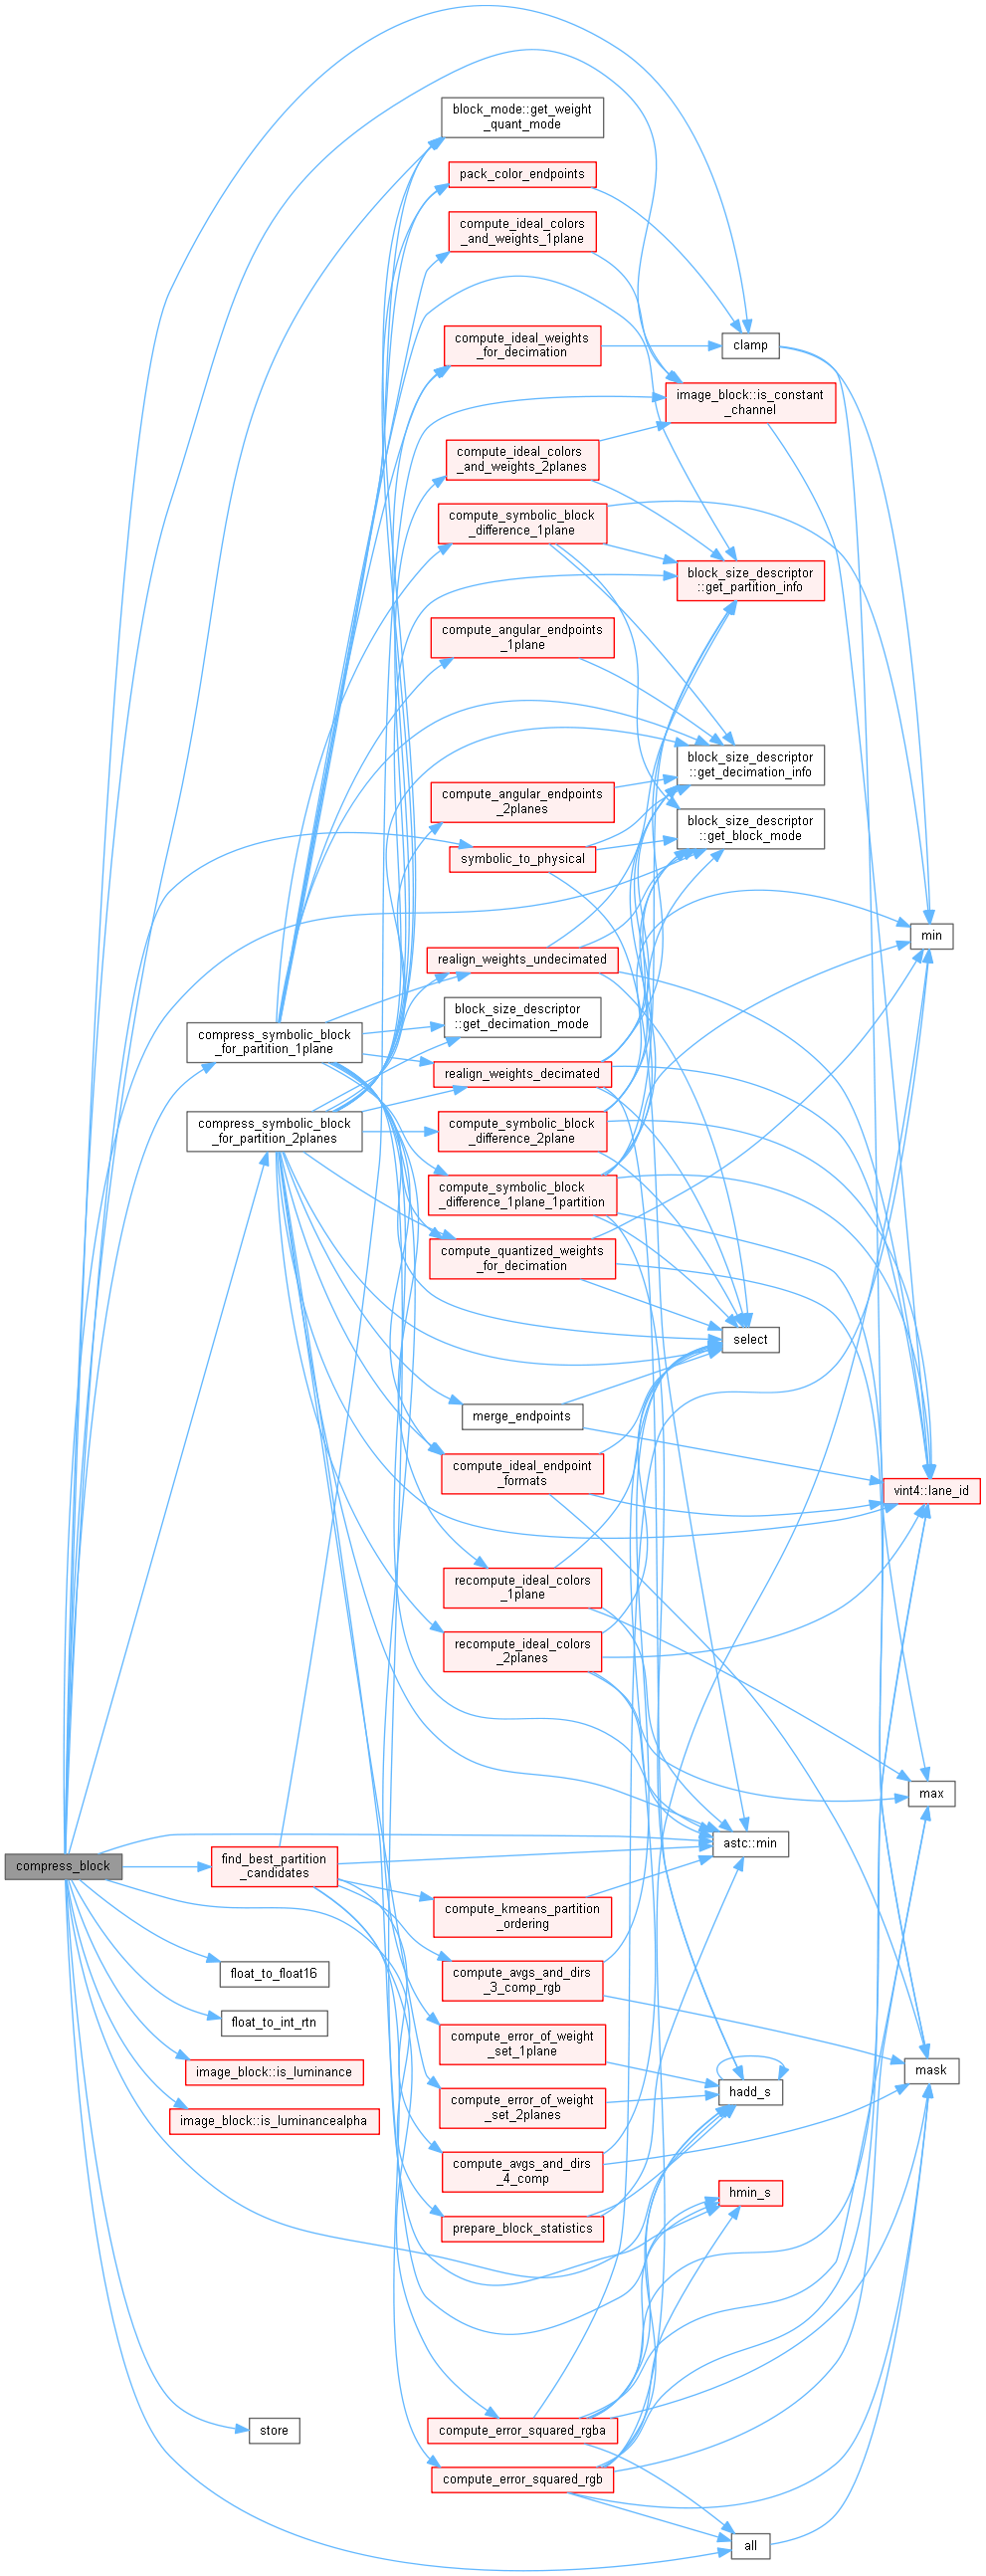 block_mode::get_weight
_quant_mode
pack_color_endpoints
compute_ideal_colors
_and_weights_1plane
compute_ideal_weights
_for_decimation
clamp
image_block::is_constant
_channel
compute_ideal_colors
_and_weights_2planes
compute_symbolic_block
_difference_1plane
block_size_descriptor
::get_partition_info
compute_angular_endpoints
_1plane
block_size_descriptor
::get_decimation_info
compute_angular_endpoints
_2planes
block_size_descriptor
::get_block_mode
symbolic_to_physical
min
realign_weights_undecimated
block_size_descriptor
::get_decimation_mode
compress_symbolic_block
_for_partition_1plane
realign_weights_decimated
compress_symbolic_block
_for_partition_2planes
compute_symbolic_block
_difference_2plane
compute_symbolic_block
_difference_1plane_1partition
compute_quantized_weights
_for_decimation
select
merge_endpoints
compute_ideal_endpoint
_formats
vint4::lane_id
recompute_ideal_colors
_1plane
recompute_ideal_colors
_2planes
max
astc::min
compress_block
find_best_partition
_candidates
compute_kmeans_partition
_ordering
float_to_float16
compute_avgs_and_dirs
_3_comp_rgb
float_to_int_rtn
compute_error_of_weight
_set_1plane
image_block::is_luminance
mask
hadd_s
compute_error_of_weight
_set_2planes
image_block::is_luminancealpha
compute_avgs_and_dirs
_4_comp
hmin_s
prepare_block_statistics
store
compute_error_squared_rgba
compute_error_squared_rgb
all